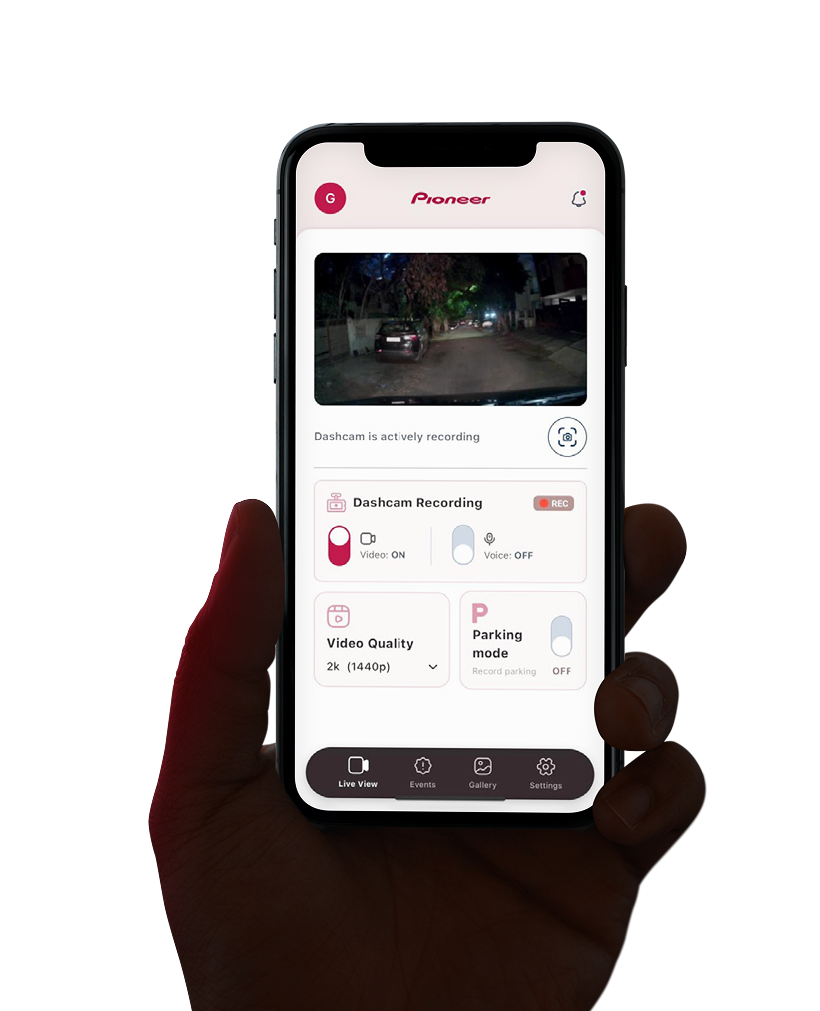 G
Pioneer
Dashcam is actively recording
Dashcam Recording
REC
Video: ON
Voice: OFF
Video Quality
2k (1440p)
P
Parking
mode
Record parking
OFF
Live View
Events
Gallery
Settings